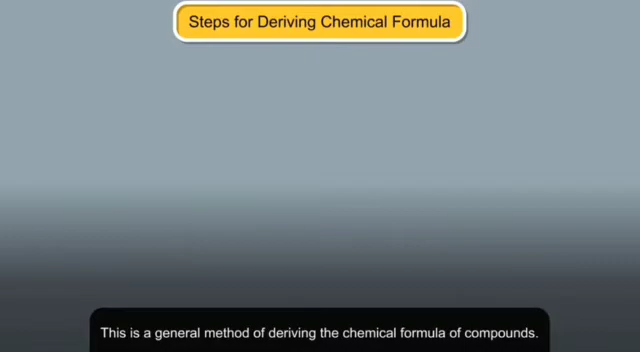 Steps for Deriving Chemical Formula
This is a general method of deriving the chemical formula of compounds.